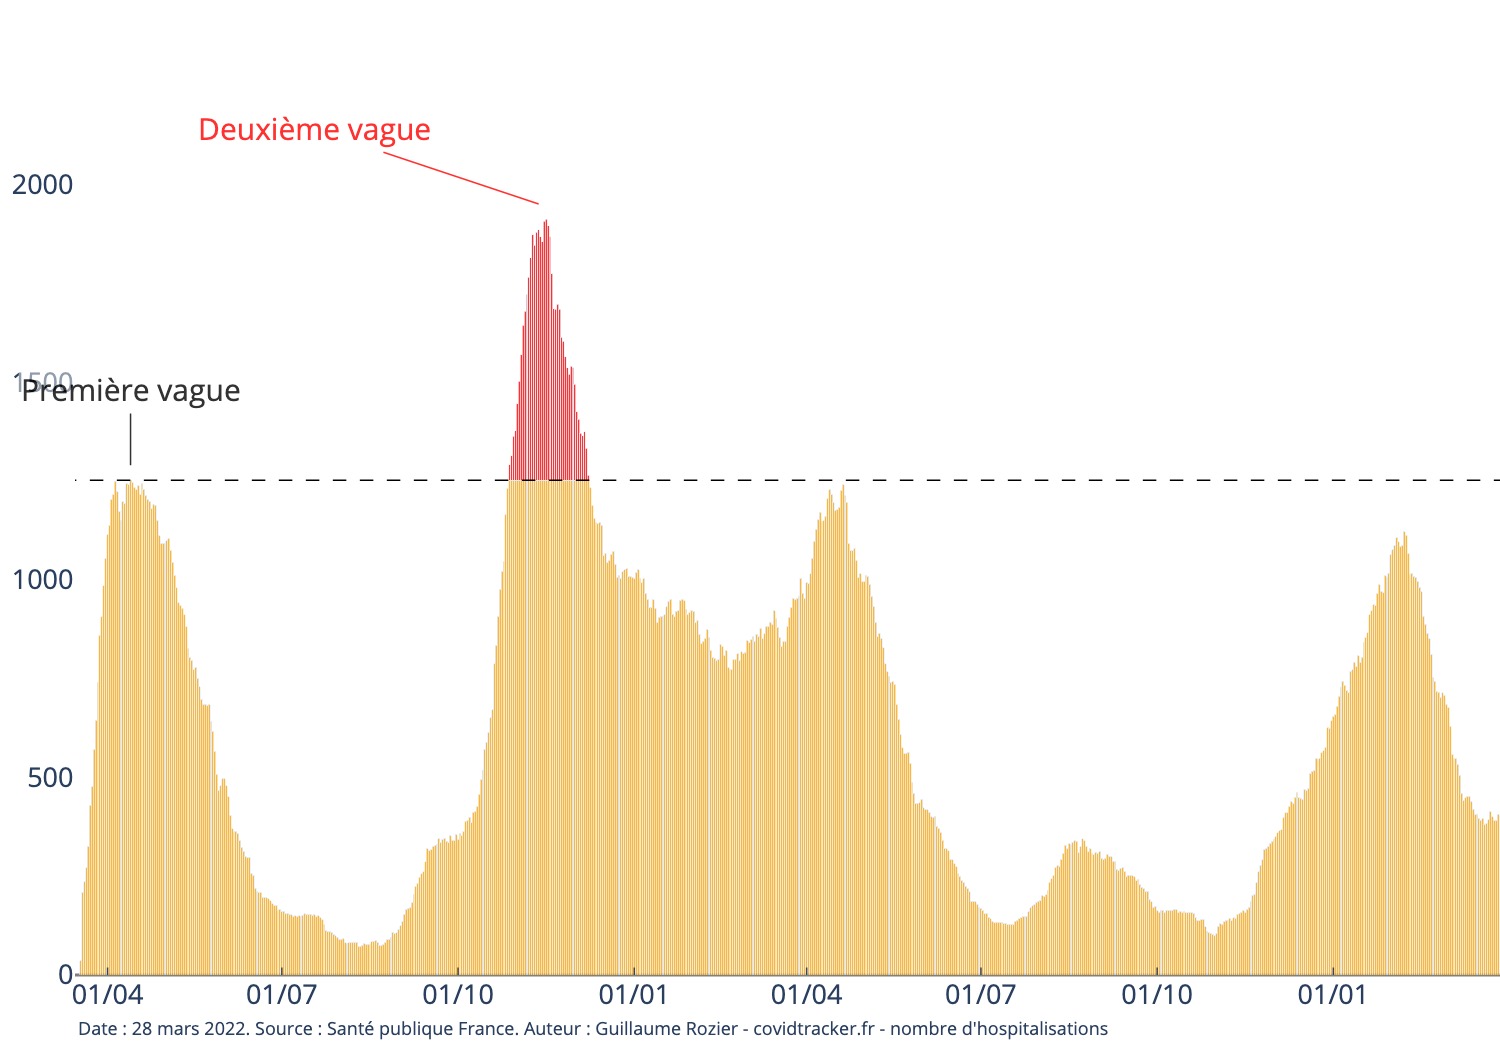 Deuxième vague
2000
1500
Première vague
1000
500
0
01/04 01/07 01/10 01/01 01/04 01/07 01/10 01/01
Date : 28 mars 2022. Source : Santé publique France. Auteur : Guillaume Rozier - covidtracker.fr - nombre d'hospitalisations